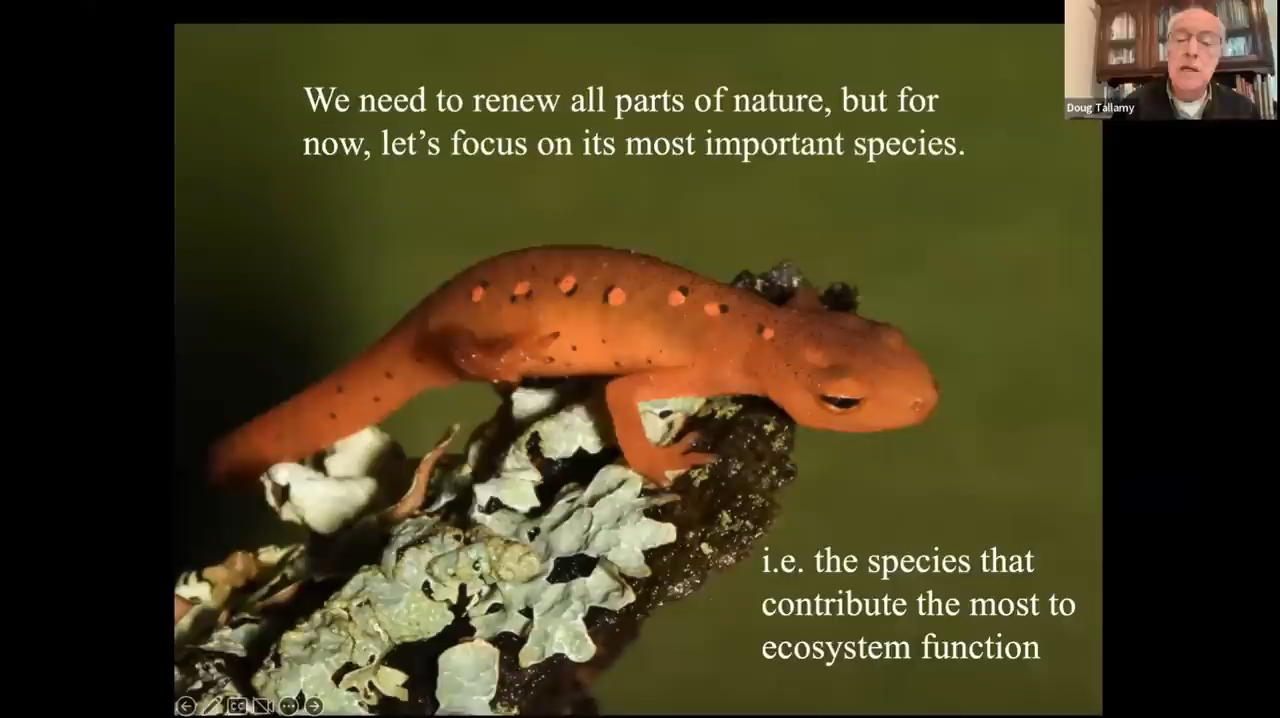 We need to renew all parts of nature, but for
now, let’s focus on its most important species.
Doug Tallamy
i.e. the species that
contribute the most to
ecosystem function
CC